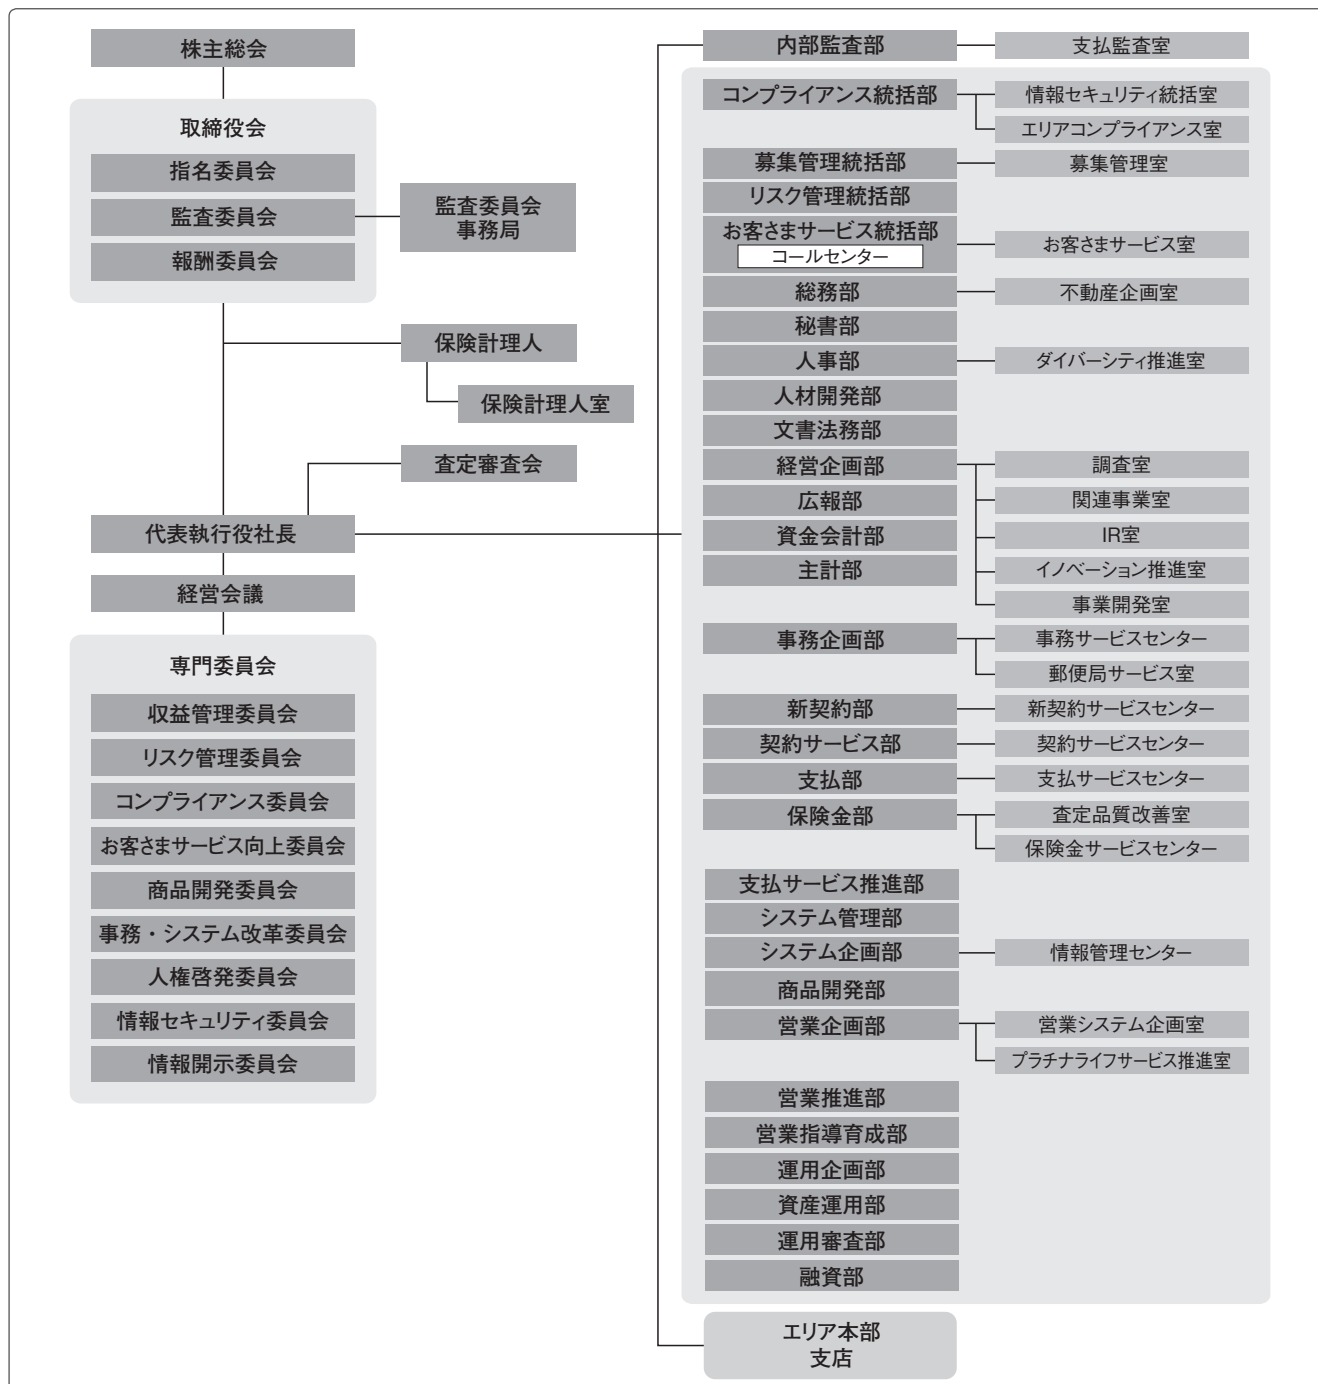 株主総会
取締役会
指名委員会
監査委員会
報酬委員会
監査委員会
事務局
保険計理人
保険計理人室
査定審査会
代表執行役社長
経営会議
専門委員会
収益管理委員会
リスク管理委員会
コンプライアンス委員会
お客さまサービス向上委員会
商品開発委員会
事務・システム改革委員会
人権啓発委員会
情報セキュリティ委員会
情報開示委員会
内部監査部
支払監査室
コンプライアンス統括部
情報セキュリティ統括室
エリアコンプライアンス室
募集管理統括部
募集管理室
リスク管理統括部
お客さまサービス統括部
コールセンター
お客さまサービス室
総務部
不動産企画室
秘書部
人事部
ダイバーシティ推進室
人材開発部
文書法務部
経営企画部
調査室
関連事業室
IR室
イノベーション推進室
事業開発室
広報部
資金会計部
主計部
事務企画部
事務サービスセンター
郵便局サービス室
新契約部
新契約サービスセンター
契約サービス部
契約サービスセンター
支払部
支払サービスセンター
保険金部
査定品質改善室
保険金サービスセンター
支払サービス推進部
システム管理部
システム企画部
情報管理センター
商品開発部
営業企画部
営業システム企画室
プラチナライフサービス推進室
営業推進部
営業指導育成部
運用企画部
資産運用部
運用審査部
融資部
エリア本部
支店